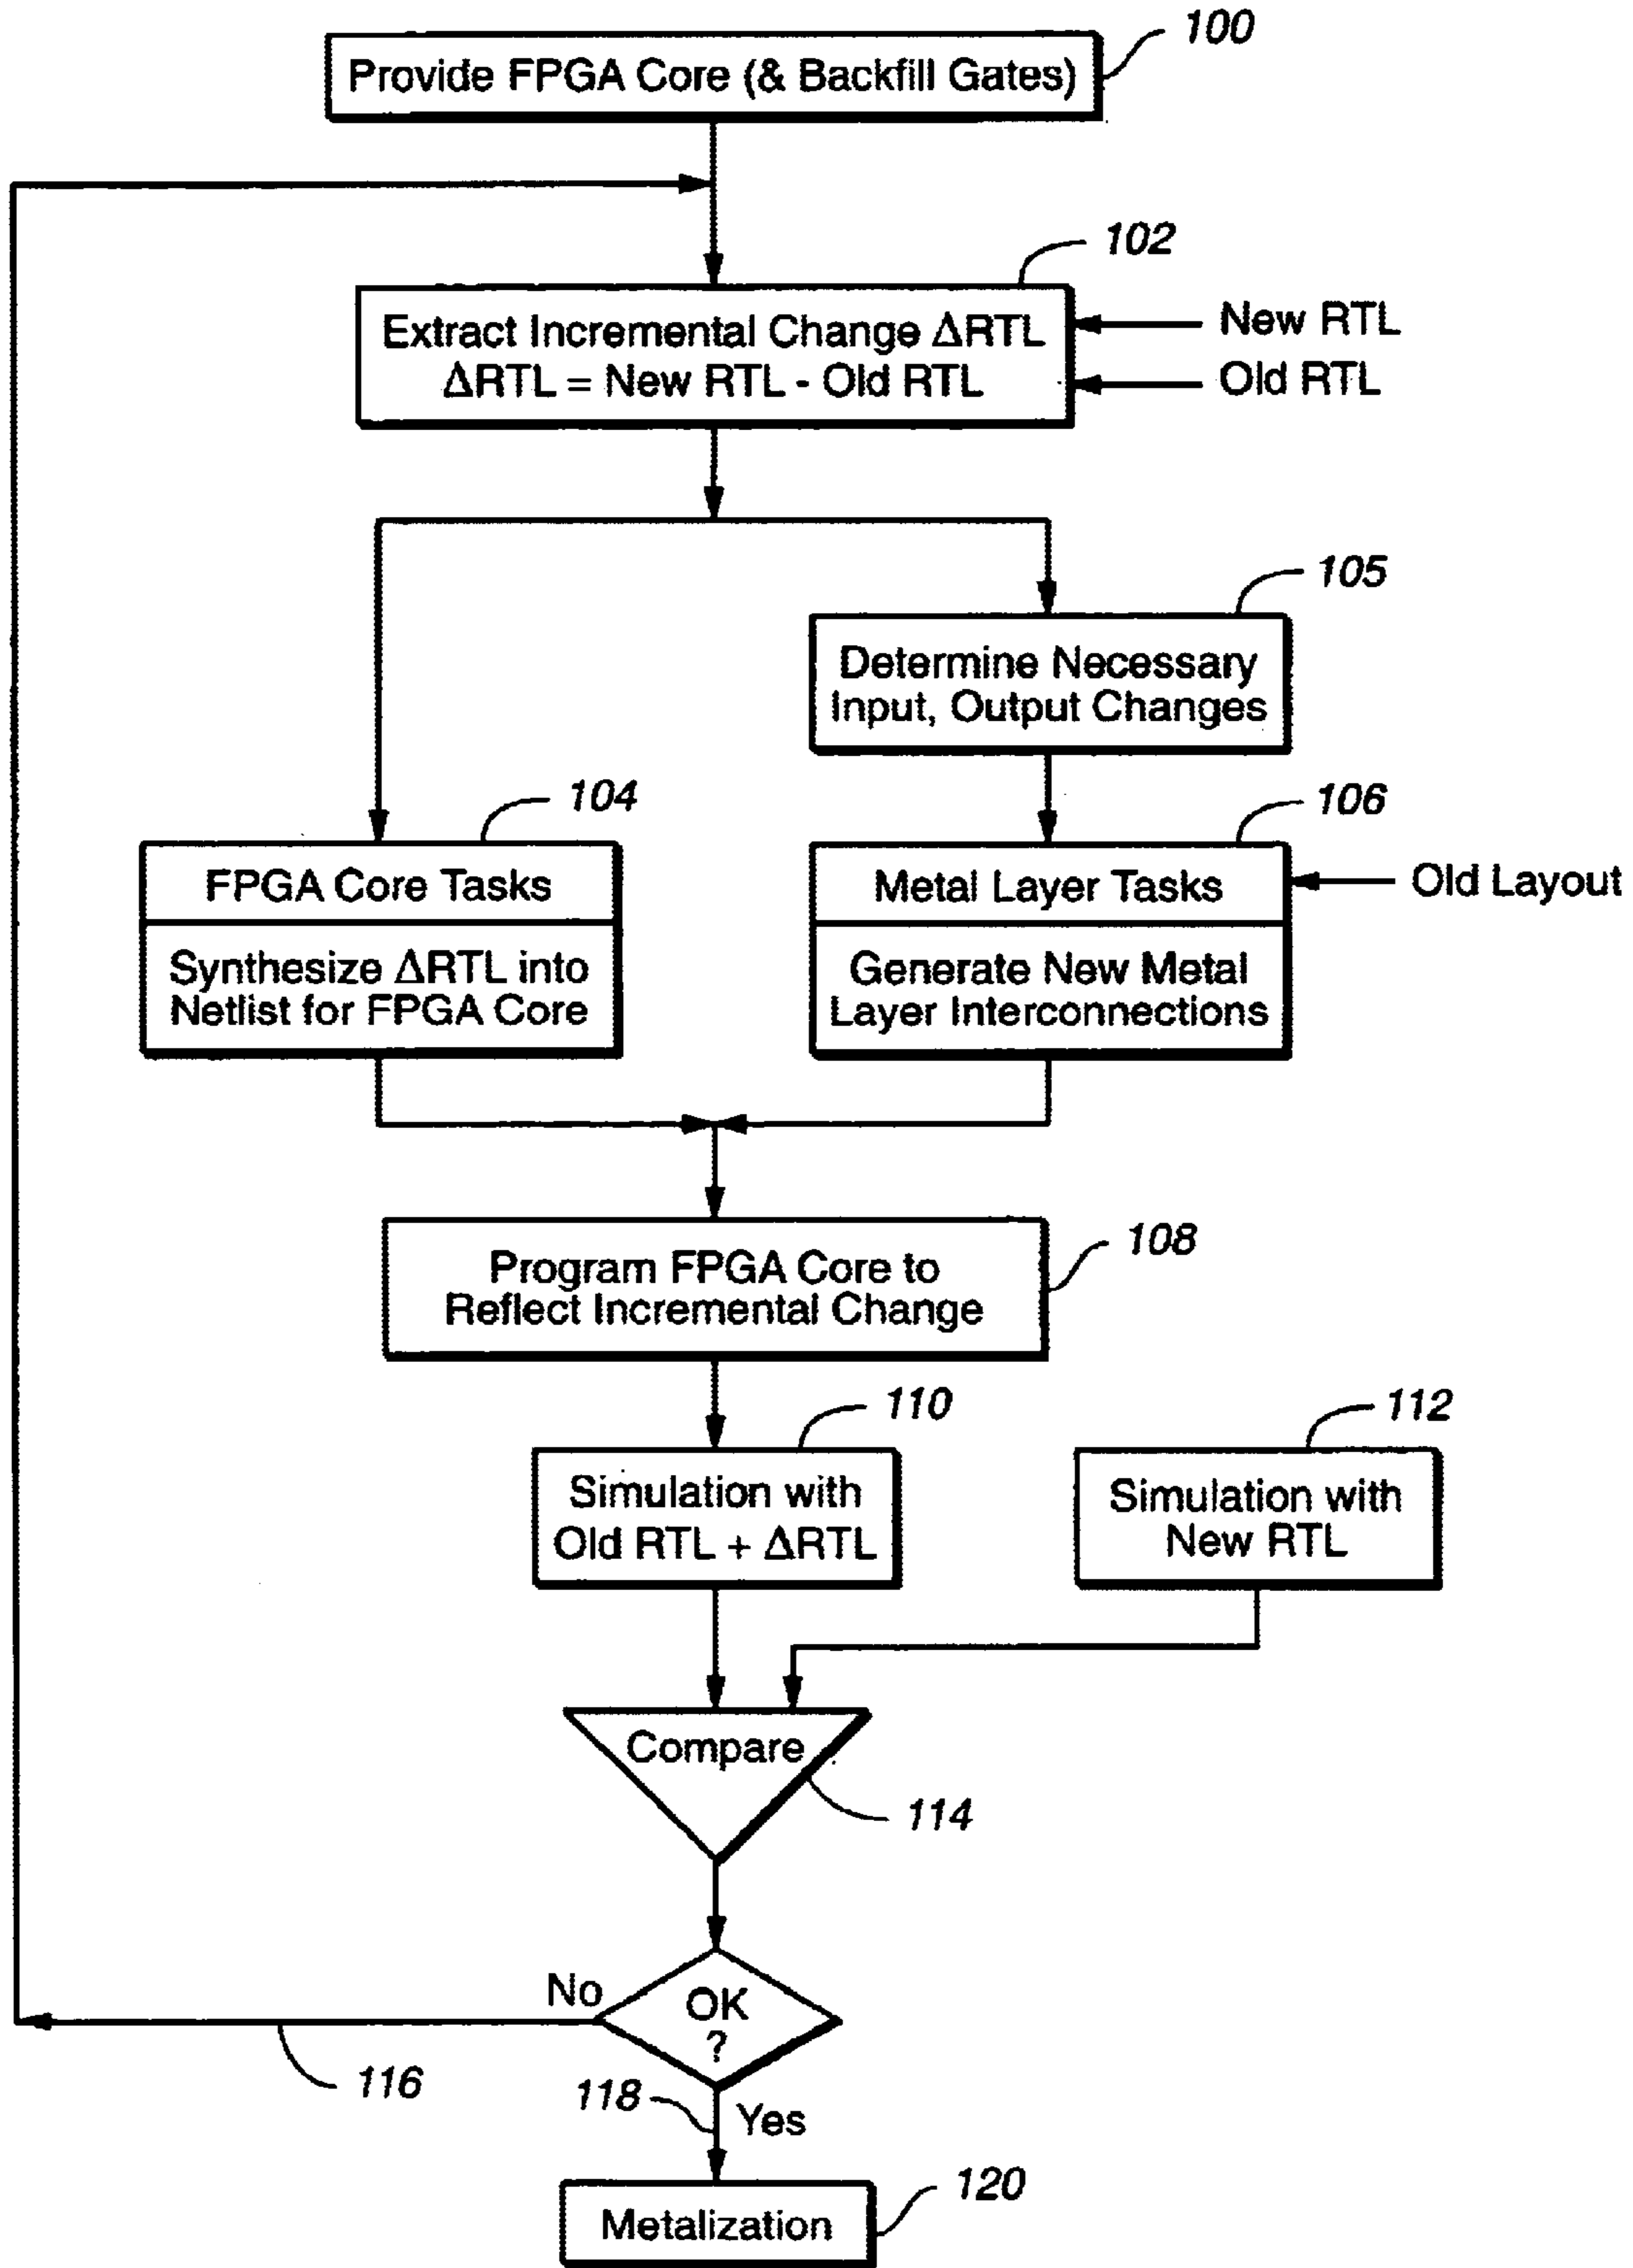 100
Provide FPGA Core (& Backfill Gates)
102
Extract Incremental Change ΔRTL
ΔRTL = New RTL - Old RTL
New RTL
Old RTL
105
Determine Necessary
Input, Output Changes
104
FPGA Core Tasks
Synthesize ΔRTL into
Netlist for FPGA Core
106
Metal Layer Tasks
Old Layout
Generate New Metal
Layer Interconnections
108
Program FPGA Core to
Reflect Incremental Change
110
Simulation with
Old RTL + ΔRTL
112
Simulation with
New RTL
Compare
114
No
OK
?
116
118
Yes
120
Metalization